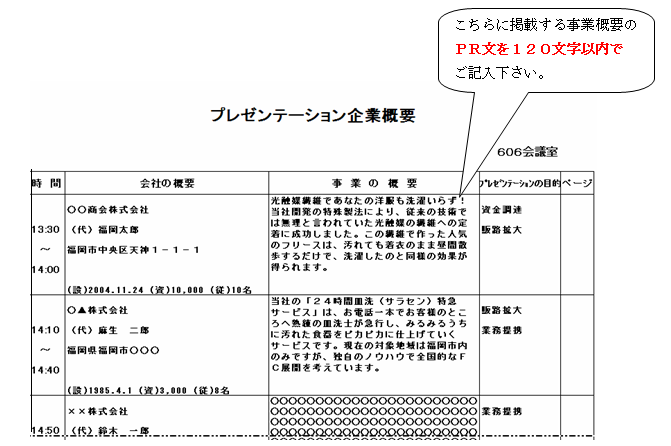 こちらに掲載する事業概要の
ＰＲ文を１２０文字以内で
ご記入下さい。
プレゼンテーション企業概要
606会議室
時 間
会社の概要
事 業 の 概 要
ﾌﾟﾚｾﾞﾝﾃｰｼｮﾝの目的
ページ
13:30
～
14:00
〇〇商会株式会社
（代）福岡太郎
福岡市中央区天神１－１－１
(設)2004.11.24 (資)10,000 (従)10名
光触媒繊維であなたの洋服も洗濯いらず！
当社開発の特殊製法により、従来の技術で
は無理と言われていた光触媒の繊維への定
着に成功しました。この繊維で作った人気
のフリースは、汚れても着衣のまま昼間散
歩するだけで、洗濯したのと同様の効果が
得られます。
資金調達
販路拡大
14:10
～
14:40
〇▲株式会社
（代）麻生　二郎
福岡県福岡市〇〇〇
(設)1985.4.1 (資)3,000 (従)8名
当社の「２４時間皿洗（サラセン）特急
サービス」は、お電話一本でお客様のとこ
ろへ熟練の皿洗士が急行し、みるみるうち
に汚れた食器をピカピカに仕上げていく
サービスです。現在の対象地域は福岡市内
のみですが、独自のノウハウで全国的なＦ
Ｃ展開を考えています。
販路拡大
業務提携
14:50
××株式会社
（代）鈴木　一郎
〇〇〇〇〇〇〇〇〇〇〇〇〇〇〇〇〇〇〇
〇〇〇〇〇〇〇〇〇〇〇〇〇〇〇〇〇〇〇
〇〇〇〇〇〇〇〇〇〇〇〇〇〇〇〇〇〇〇
〇〇〇〇〇〇〇〇〇〇〇〇〇〇〇〇〇〇〇
業務提携